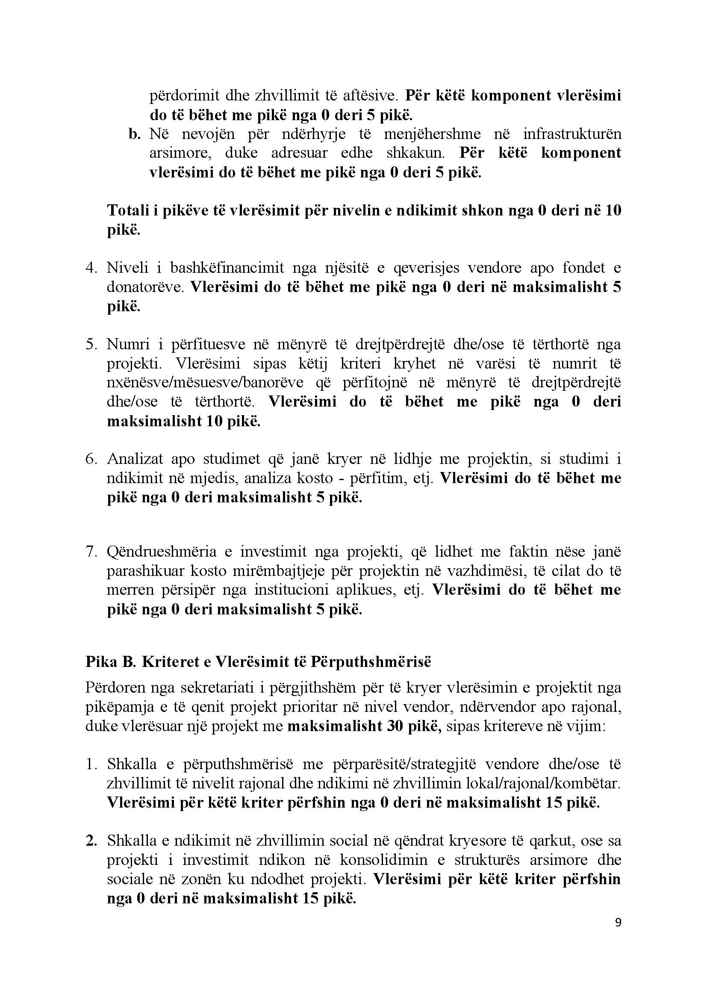 përdorimit dhe zhvillimit të aftësive. Për këtë komponent vlerësimi
do të bëhet me pikë nga 0 deri 5 pikë.
b. Në nevojën për ndërhyrje të menjëhershme në infrastrukturën
arsimore, duke adresuar edhe shkakun. Për këtë komponent
vlerësimi do të bëhet me pikë nga 0 deri 5 pikë.
Totali i pikëve të vlerësimit për nivelin e ndikimit shkon nga 0 deri në 10
pikë.
4. Niveli i bashkëfinancimit nga njësitë e qeverisjes vendore apo fondet e
donatorëve. Vlerësimi do të bëhet me pikë nga 0 deri në maksimalisht 5
pikë.
5. Numri i përfituesve në mënyrë të drejtpërdrejtë dhe/ose të tërthortë nga
projekti. Vlerësimi sipas këtij kriteri kryhet në varësi të numrit të
nxënësve/mësuesve/banorëve që përfitojnë në mënyrë të drejtpërdrejtë
dhe/ose të tërthortë. Vlerësimi do të bëhet me pikë nga 0 deri
maksimalisht 10 pikë.
6. Analizat apo studimet që janë kryer në lidhje me projektin, si studimi i
ndikimit në mjedis, analiza kosto - përfitim, etj. Vlerësimi do të bëhet me
pikë nga 0 deri maksimalisht 5 pikë.
7. Qëndrueshmëria e investimit nga projekti, që lidhet me faktin nëse janë
parashikuar kosto mirëmbajtjeje për projektin në vazhdimësi, të cilat do të
merren përsipër nga institucioni aplikues, etj. Vlerësimi do të bëhet me
pikë nga 0 deri maksimalisht 5 pikë.
Pika B. Kriteret e Vlerësimit të Përputhshmërisë
Përdoren nga sekretariati i përgjithshëm për të kryer vlerësimin e projektit nga
pikëpamja e të qenit projekt prioritar në nivel vendor, ndërvendor apo rajonal,
duke vlerësuar një projekt me maksimalisht 30 pikë, sipas kritereve në vijim:
1. Shkalla e përputhshmërisë me përparësitë/strategjitë vendore dhe/ose të
zhvillimit të nivelit rajonal dhe ndikimi në zhvillimin lokal/rajonal/kombëtar.
Vlerësimi për këtë kriter përfshin nga 0 deri në maksimalisht 15 pikë.
2. Shkalla e ndikimit në zhvillimin social në qëndrat kryesore të qarkut, ose sa
projekti i investimit ndikon në konsolidimin e strukturës arsimore dhe
sociale në zonën ku ndodhet projekti. Vlerësimi për këtë kriter përfshin
nga 0 deri në maksimalisht 15 pikë.
9